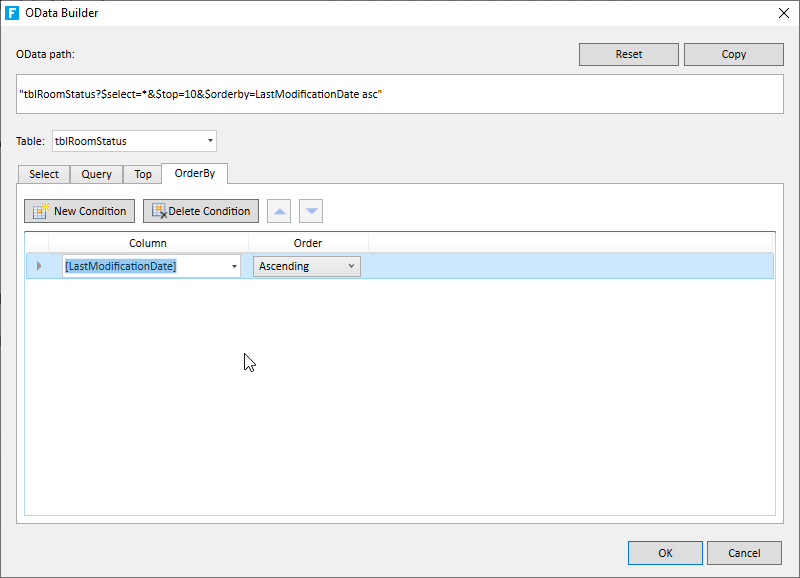 F OData Builder
OData path:
Reset
Copy
"tblRoomStatus?$select=*&$top=10&$orderby=LastModificationDate asc"
Table: tblRoomStatus
Select Query Top OrderBy
New Condition Delete Condition
Column Order
[LastModificationDate] Ascending
OK Cancel